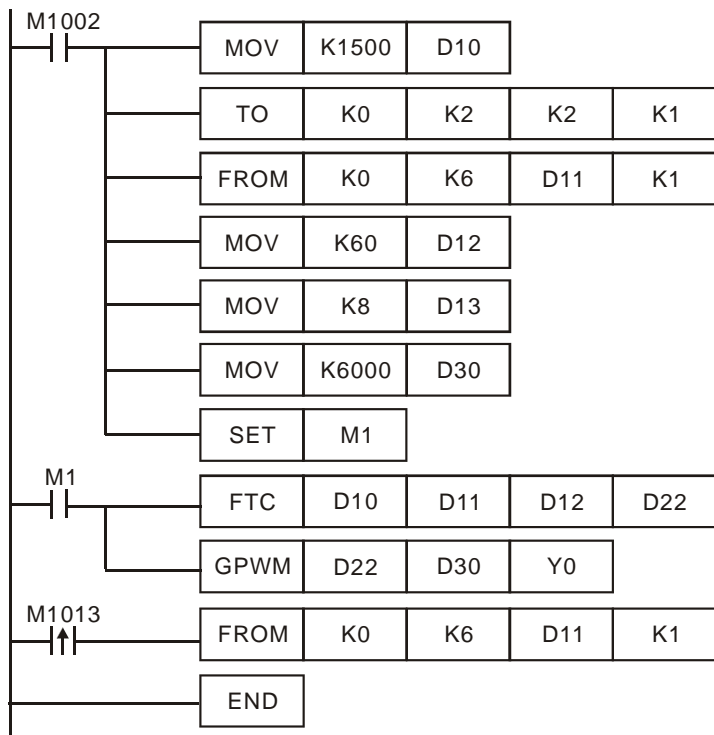 M1002
MOV K1500 D10
TO K0 K2 K2 K1
FROM K0 K6 D11 K1
MOV K60 D12
MOV K8 D13
MOV K6000 D30
SET M1
M1
FTC D10 D11 D12 D22
GPWM D22 D30 Y0
M1013
FROM K0 K6 D11 K1
END